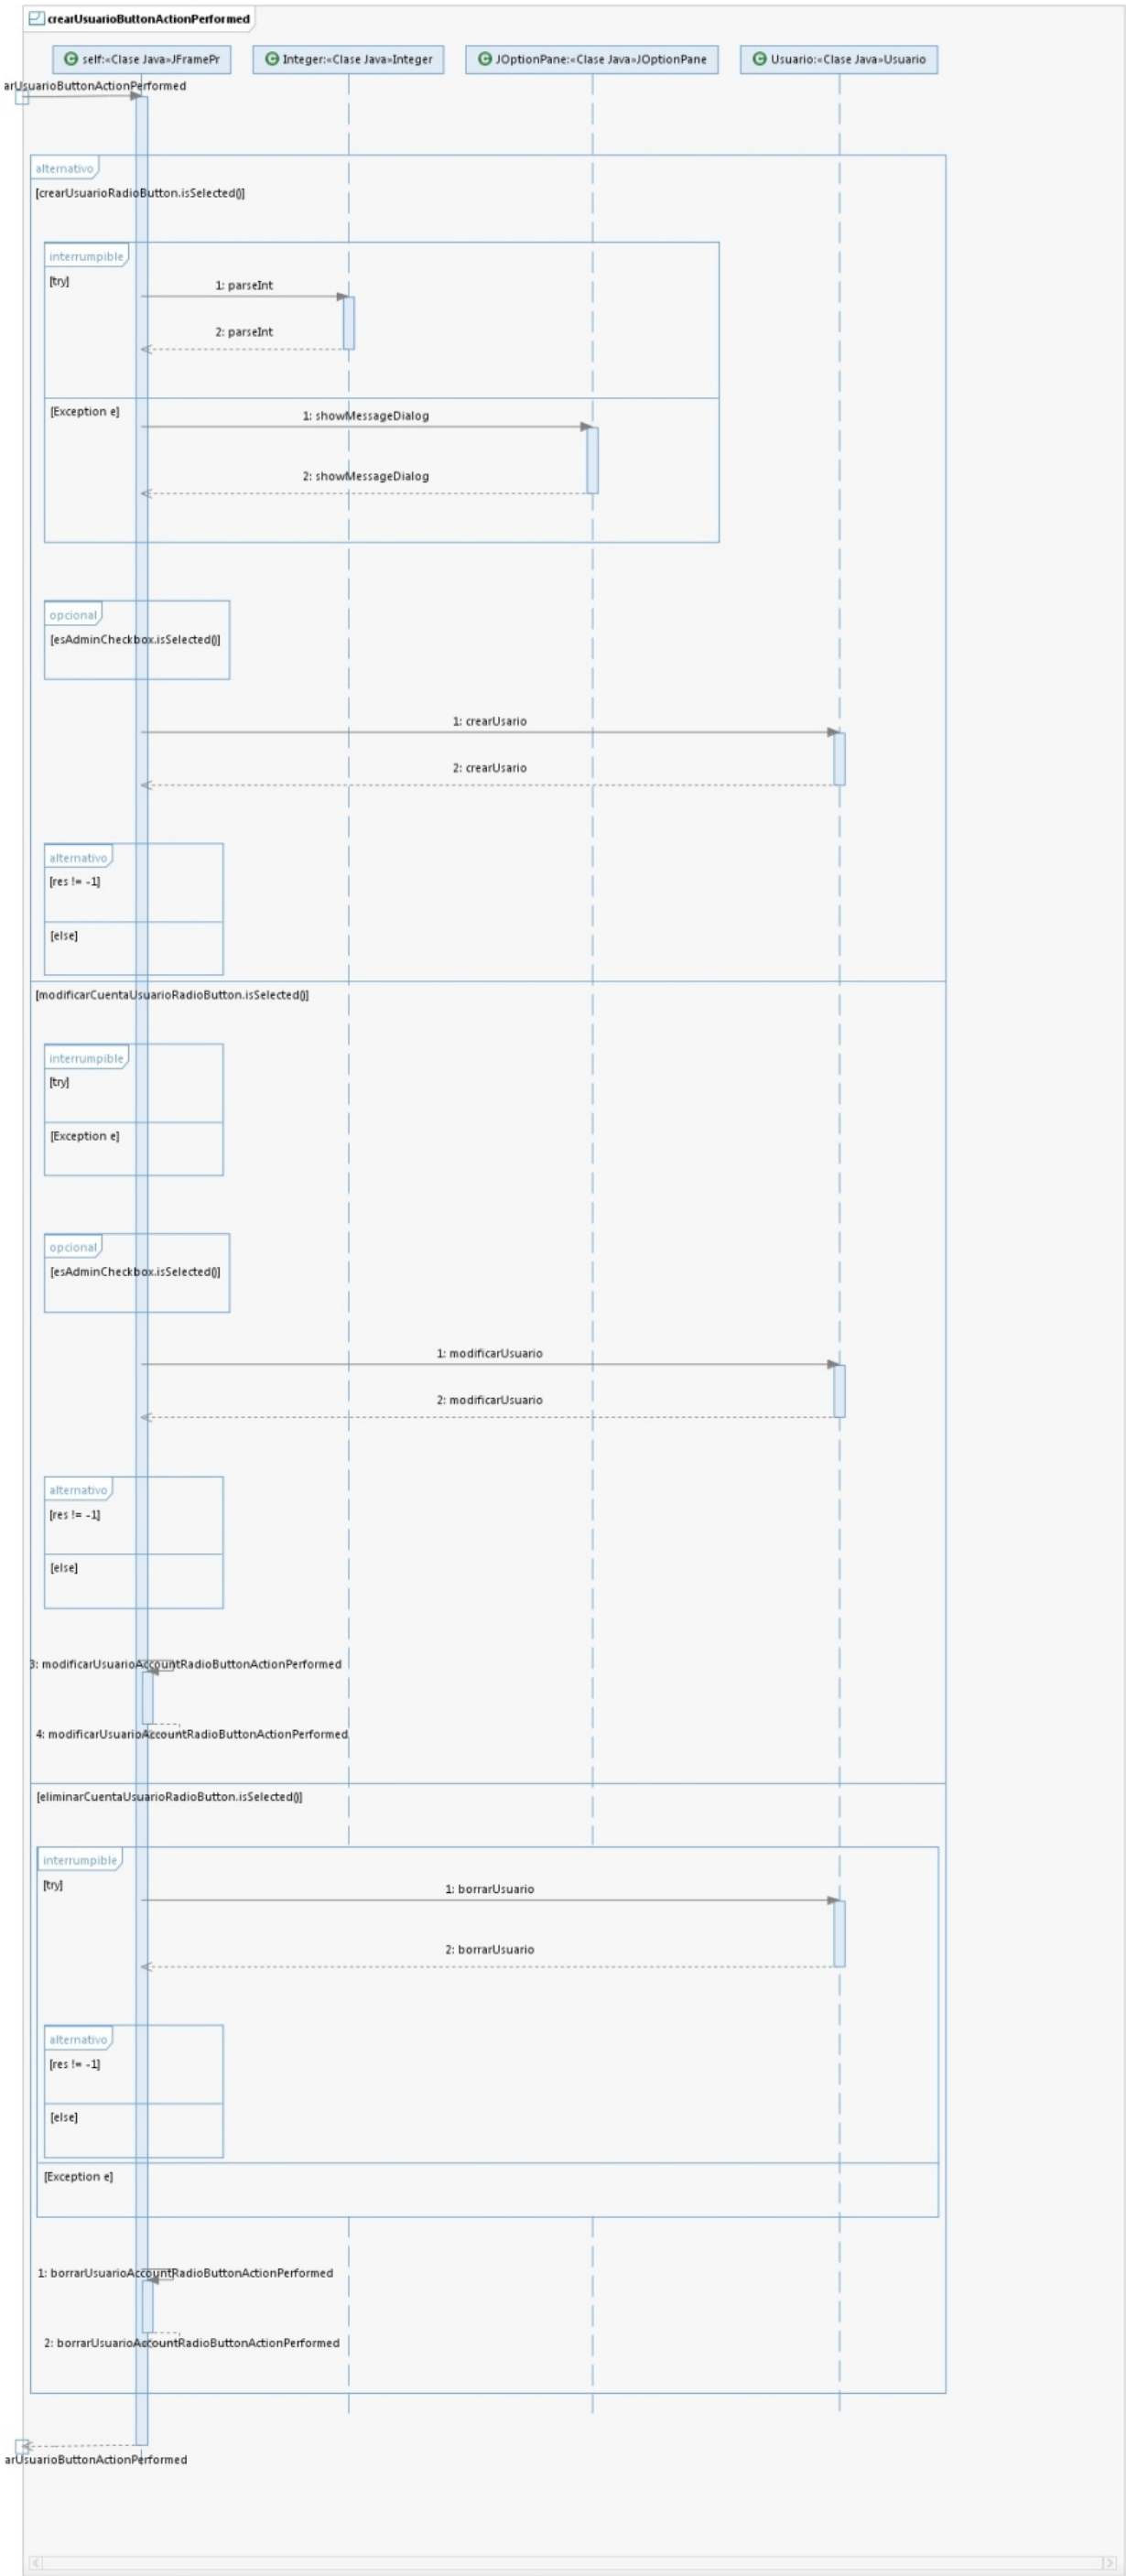 crearUsuarioButtonActionPerformed
self:«Clase Java»JFramePr
Integer:«Clase Java»Integer
JOptionPane:«Clase Java»JOptionPane
Usuario:«Clase Java»Usuario
arUsuarioButtonActionPerformed
alternativo
[crearUsuarioRadioButton.isSelected()]
interrumpible
[try]
1: parseInt
2: parseInt
[Exception e]
1: showMessageDialog
2: showMessageDialog
opcional
[esAdminCheckbox.isSelected()]
1: crearUsario
2: crearUsario
alternativo
[res != -1]
[else]
[modificarCuentaUsuarioRadioButton.isSelected()]
interrumpible
[try]
[Exception e]
opcional
[esAdminCheckbox.isSelected()]
1: modificarUsuario
2: modificarUsuario
alternativo
[res != -1]
[else]
3: modificarUsuarioAccountRadioButtonActionPerformed
4: modificarUsuarioAccountRadioButtonActionPerformed
[eliminarCuentaUsuarioRadioButton.isSelected()]
interrumpible
[try]
1: borrarUsuario
2: borrarUsuario
alternativo
[res != -1]
[else]
[Exception e]
1: borrarUsuarioAccountRadioButtonActionPerformed
2: borrarUsuarioAccountRadioButtonActionPerformed
arUsuarioButtonActionPerformed